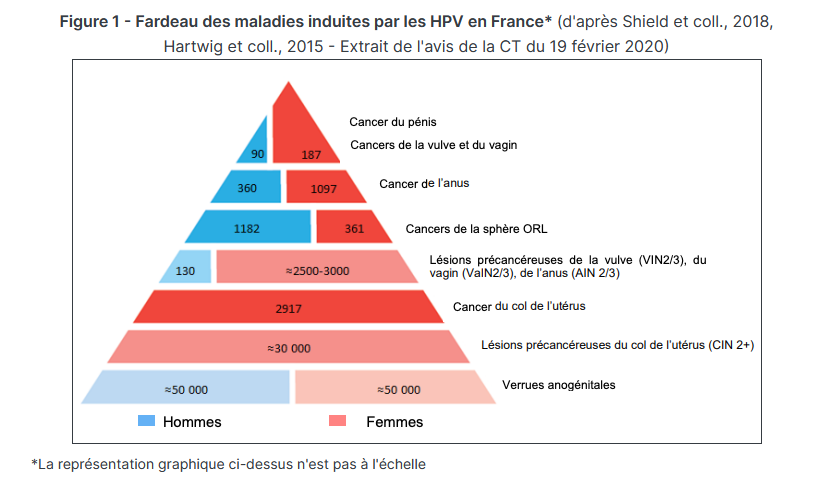 Figure 1 - Fardeau des maladies induites par les HPV en France* (d'après Shield et coll., 2018,
Hartwig et coll., 2015 - Extrait de l'avis de la CT du 19 février 2020)
Cancer du pénis
Cancers de la vulve et du vagin
90 187
Cancer de l'anus
360 1097
Cancers de la sphère ORL
1182 361
Lésions précancéreuses de la vulve (VIN2/3), du
vagin (VaIN2/3), de l'anus (AIN 2/3)
130 ≈2500-3000
Cancer du col de l'utérus
2917
Lésions précancéreuses du col de l'utérus (CIN 2+)
≈30 000
Verrues anogénitales
≈50 000 ≈50 000
Hommes Femmes
*La représentation graphique ci-dessus n'est pas à l'échelle